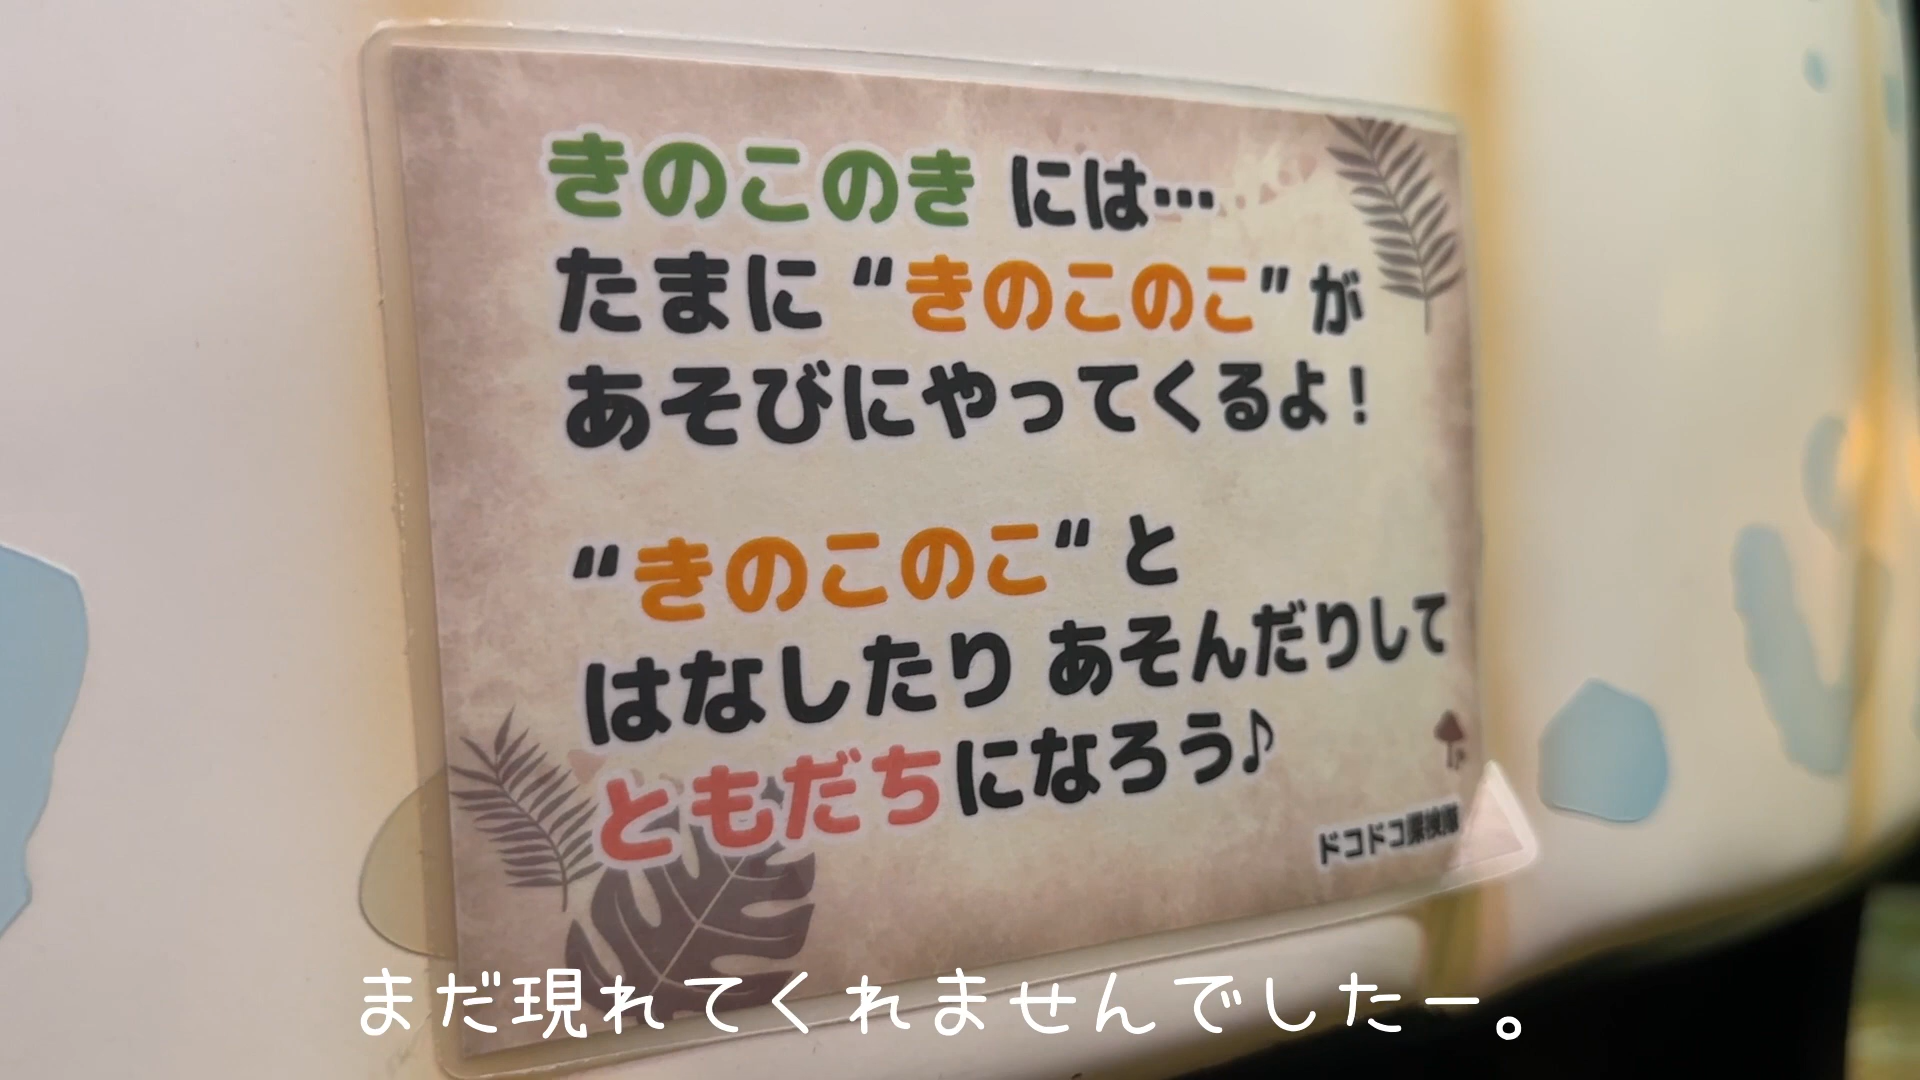 きのこのき には…
たまに “きのこのこ” が
あそびにやってくるよ！
“きのこのこ“ と
はなしたり あそんだりして
ともだちになろう♪
ドコドコ探検隊
まだ現れてくれませんでしたー。